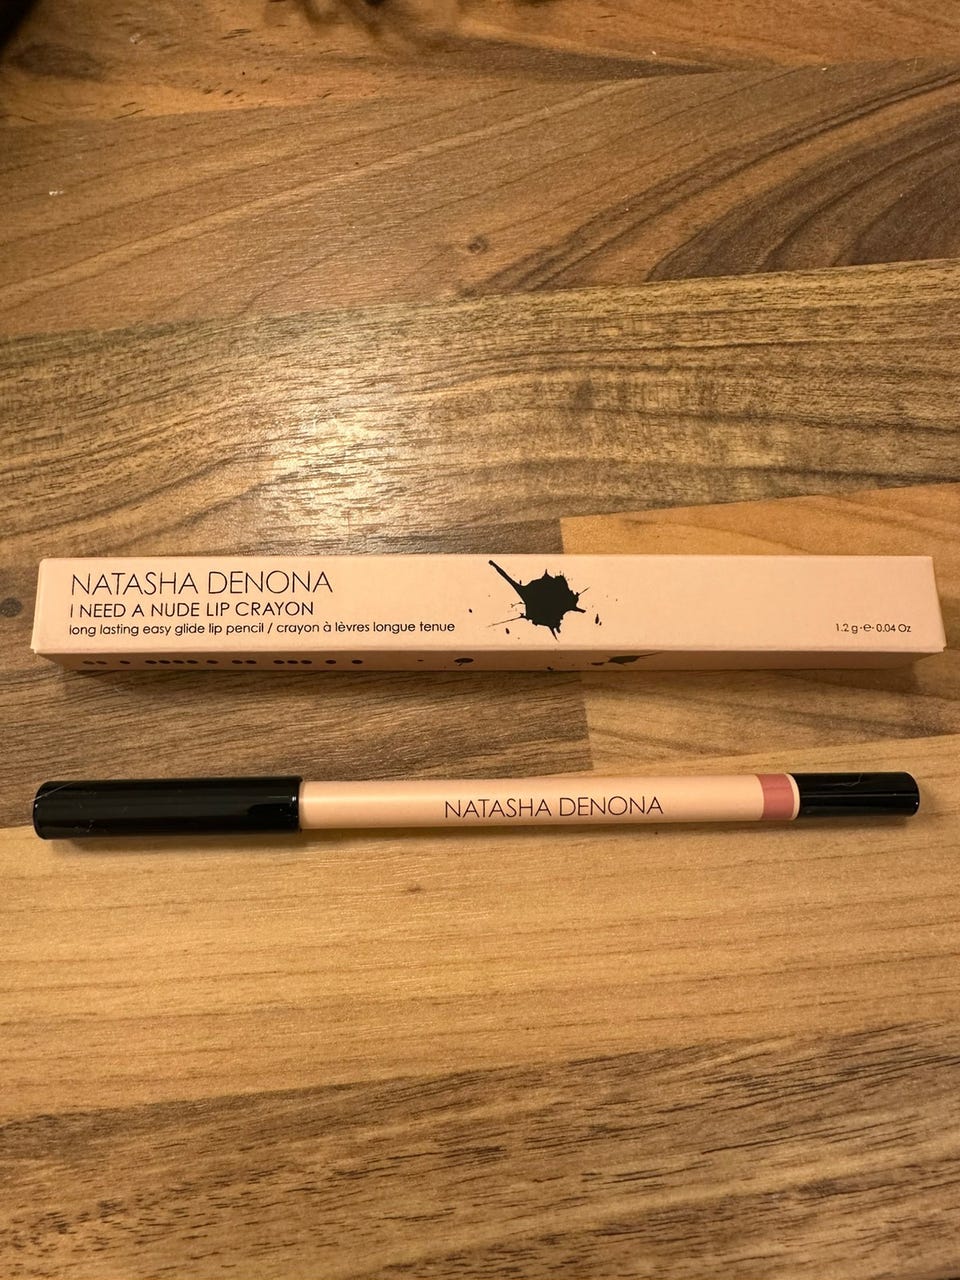 NATASHA DENONA
I NEED A NUDE LIP CRAYON
long lasting easy glide lip pencil / crayon à lèvres longue tenue
1.2 g ℮ 0.04 Oz
NATASHA DENONA